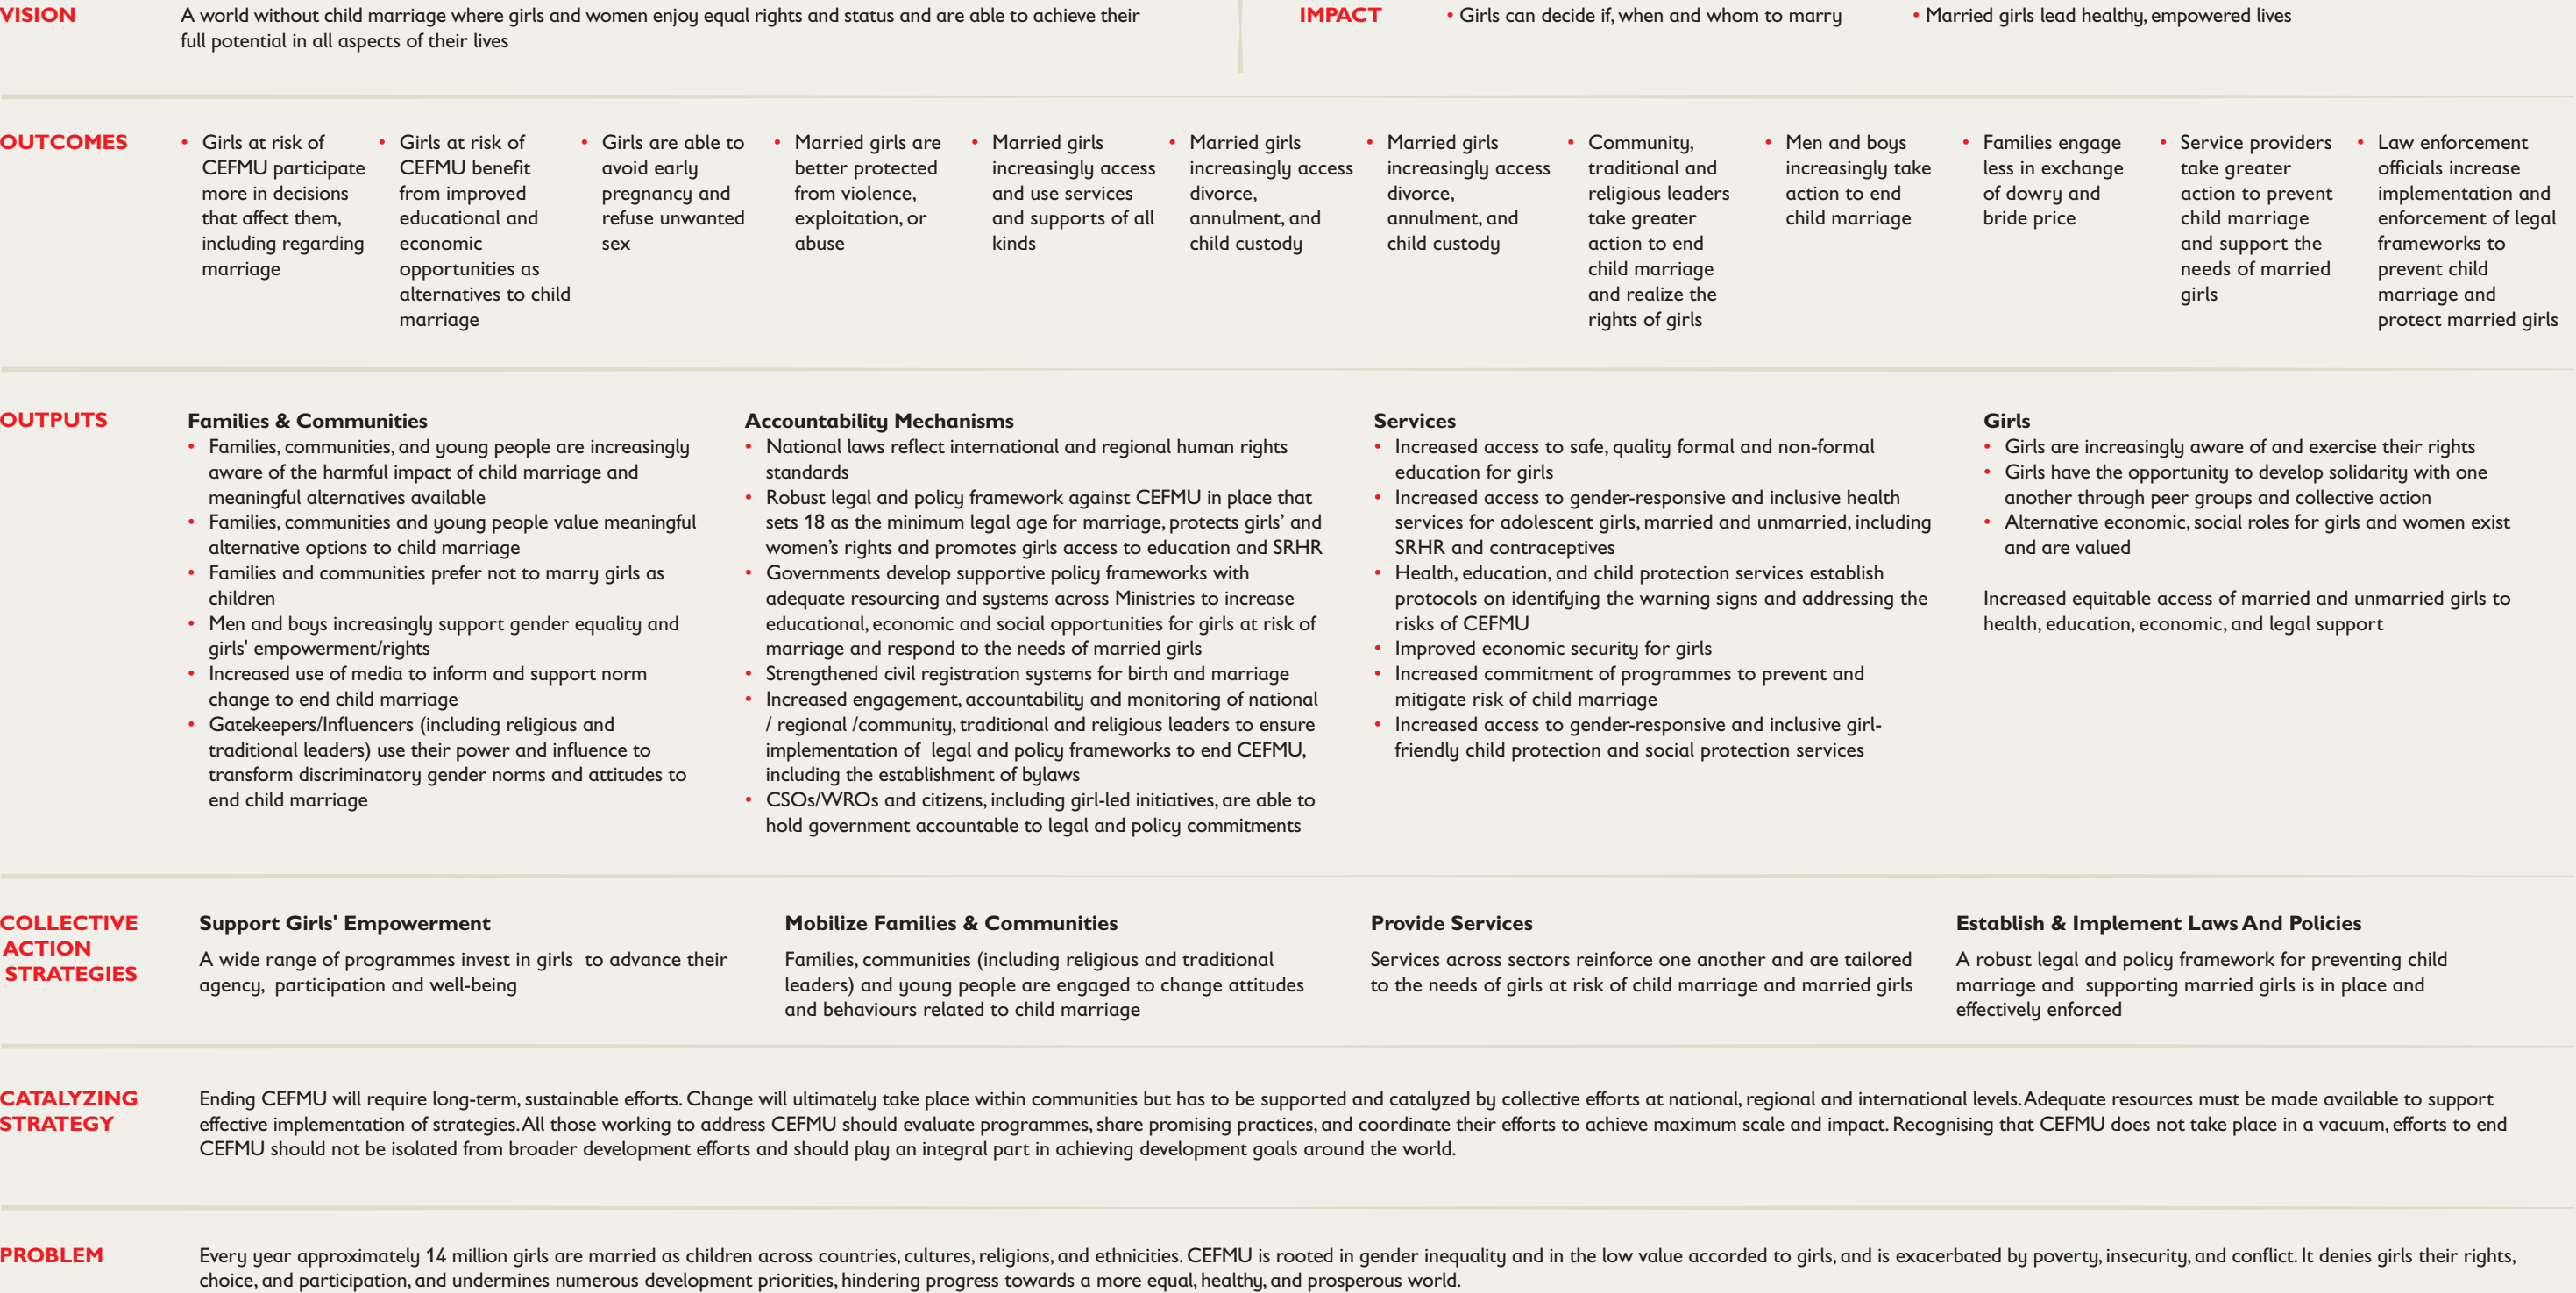 VISION
A world without child marriage where girls and women enjoy equal rights and status and are able to achieve their
full potential in all aspects of their lives
IMPACT
• Girls can decide if, when and whom to marry
• Married girls lead healthy, empowered lives
OUTCOMES
• Girls at risk of
CEFMU participate
more in decisions
that affect them,
including regarding
marriage
• Girls at risk of
CEFMU benefit
from improved
educational and
economic
opportunities as
alternatives to child
marriage
• Girls are able to
avoid early
pregnancy and
refuse unwanted
sex
• Married girls are
better protected
from violence,
exploitation, or
abuse
• Married girls
increasingly access
and use services
and supports of all
kinds
• Married girls
increasingly access
divorce,
annulment, and
child custody
• Married girls
increasingly access
divorce,
annulment, and
child custody
• Community,
traditional and
religious leaders
take greater
action to end
child marriage
and realize the
rights of girls
• Men and boys
increasingly take
action to end
child marriage
• Families engage
less in exchange
of dowry and
bride price
• Service providers
take greater
action to prevent
child marriage
and support the
needs of married
girls
• Law enforcement
officials increase
implementation and
enforcement of legal
frameworks to
prevent child
marriage and
protect married girls
OUTPUTS
Families & Communities
• Families, communities, and young people are increasingly
aware of the harmful impact of child marriage and
meaningful alternatives available
• Families, communities and young people value meaningful
alternative options to child marriage
• Families and communities prefer not to marry girls as
children
• Men and boys increasingly support gender equality and
girls' empowerment/rights
• Increased use of media to inform and support norm
change to end child marriage
• Gatekeepers/Influencers (including religious and
traditional leaders) use their power and influence to
transform discriminatory gender norms and attitudes to
end child marriage
Accountability Mechanisms
• National laws reflect international and regional human rights
standards
• Robust legal and policy framework against CEFMU in place that
sets 18 as the minimum legal age for marriage, protects girls’ and
women’s rights and promotes girls access to education and SRHR
• Governments develop supportive policy frameworks with
adequate resourcing and systems across Ministries to increase
educational, economic and social opportunities for girls at risk of
marriage and respond to the needs of married girls
• Strengthened civil registration systems for birth and marriage
• Increased engagement, accountability and monitoring of national
/ regional /community, traditional and religious leaders to ensure
implementation of legal and policy frameworks to end CEFMU,
including the establishment of bylaws
• CSOs/WROs and citizens, including girl-led initiatives, are able to
hold government accountable to legal and policy commitments
Services
• Increased access to safe, quality formal and non-formal
education for girls
• Increased access to gender-responsive and inclusive health
services for adolescent girls, married and unmarried, including
SRHR and contraceptives
• Health, education, and child protection services establish
protocols on identifying the warning signs and addressing the
risks of CEFMU
• Improved economic security for girls
• Increased commitment of programmes to prevent and
mitigate risk of child marriage
• Increased access to gender-responsive and inclusive girl-
friendly child protection and social protection services
Girls
• Girls are increasingly aware of and exercise their rights
• Girls have the opportunity to develop solidarity with one
another through peer groups and collective action
• Alternative economic, social roles for girls and women exist
and are valued
Increased equitable access of married and unmarried girls to
health, education, economic, and legal support
COLLECTIVE
ACTION
STRATEGIES
Support Girls' Empowerment
A wide range of programmes invest in girls to advance their
agency, participation and well-being
Mobilize Families & Communities
Families, communities (including religious and traditional
leaders) and young people are engaged to change attitudes
and behaviours related to child marriage
Provide Services
Services across sectors reinforce one another and are tailored
to the needs of girls at risk of child marriage and married girls
Establish & Implement Laws And Policies
A robust legal and policy framework for preventing child
marriage and supporting married girls is in place and
effectively enforced
CATALYZING
STRATEGY
Ending CEFMU will require long-term, sustainable efforts. Change will ultimately take place within communities but has to be supported and catalyzed by collective efforts at national, regional and international levels. Adequate resources must be made available to support
effective implementation of strategies. All those working to address CEFMU should evaluate programmes, share promising practices, and coordinate their efforts to achieve maximum scale and impact. Recognising that CEFMU does not take place in a vacuum, efforts to end
CEFMU should not be isolated from broader development efforts and should play an integral part in achieving development goals around the world.
PROBLEM
Every year approximately 14 million girls are married as children across countries, cultures, religions, and ethnicities. CEFMU is rooted in gender inequality and in the low value accorded to girls, and is exacerbated by poverty, insecurity, and conflict. It denies girls their rights,
choice, and participation, and undermines numerous development priorities, hindering progress towards a more equal, healthy, and prosperous world.